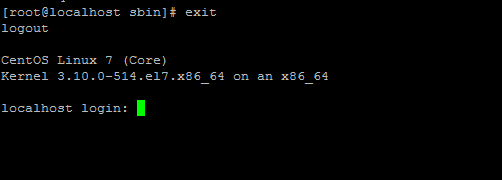 [root@localhost sbin]# exit
logout
CentOS Linux 7 (Core)
Kernel 3.10.0-514.el7.x86_64 on an x86_64
localhost login: